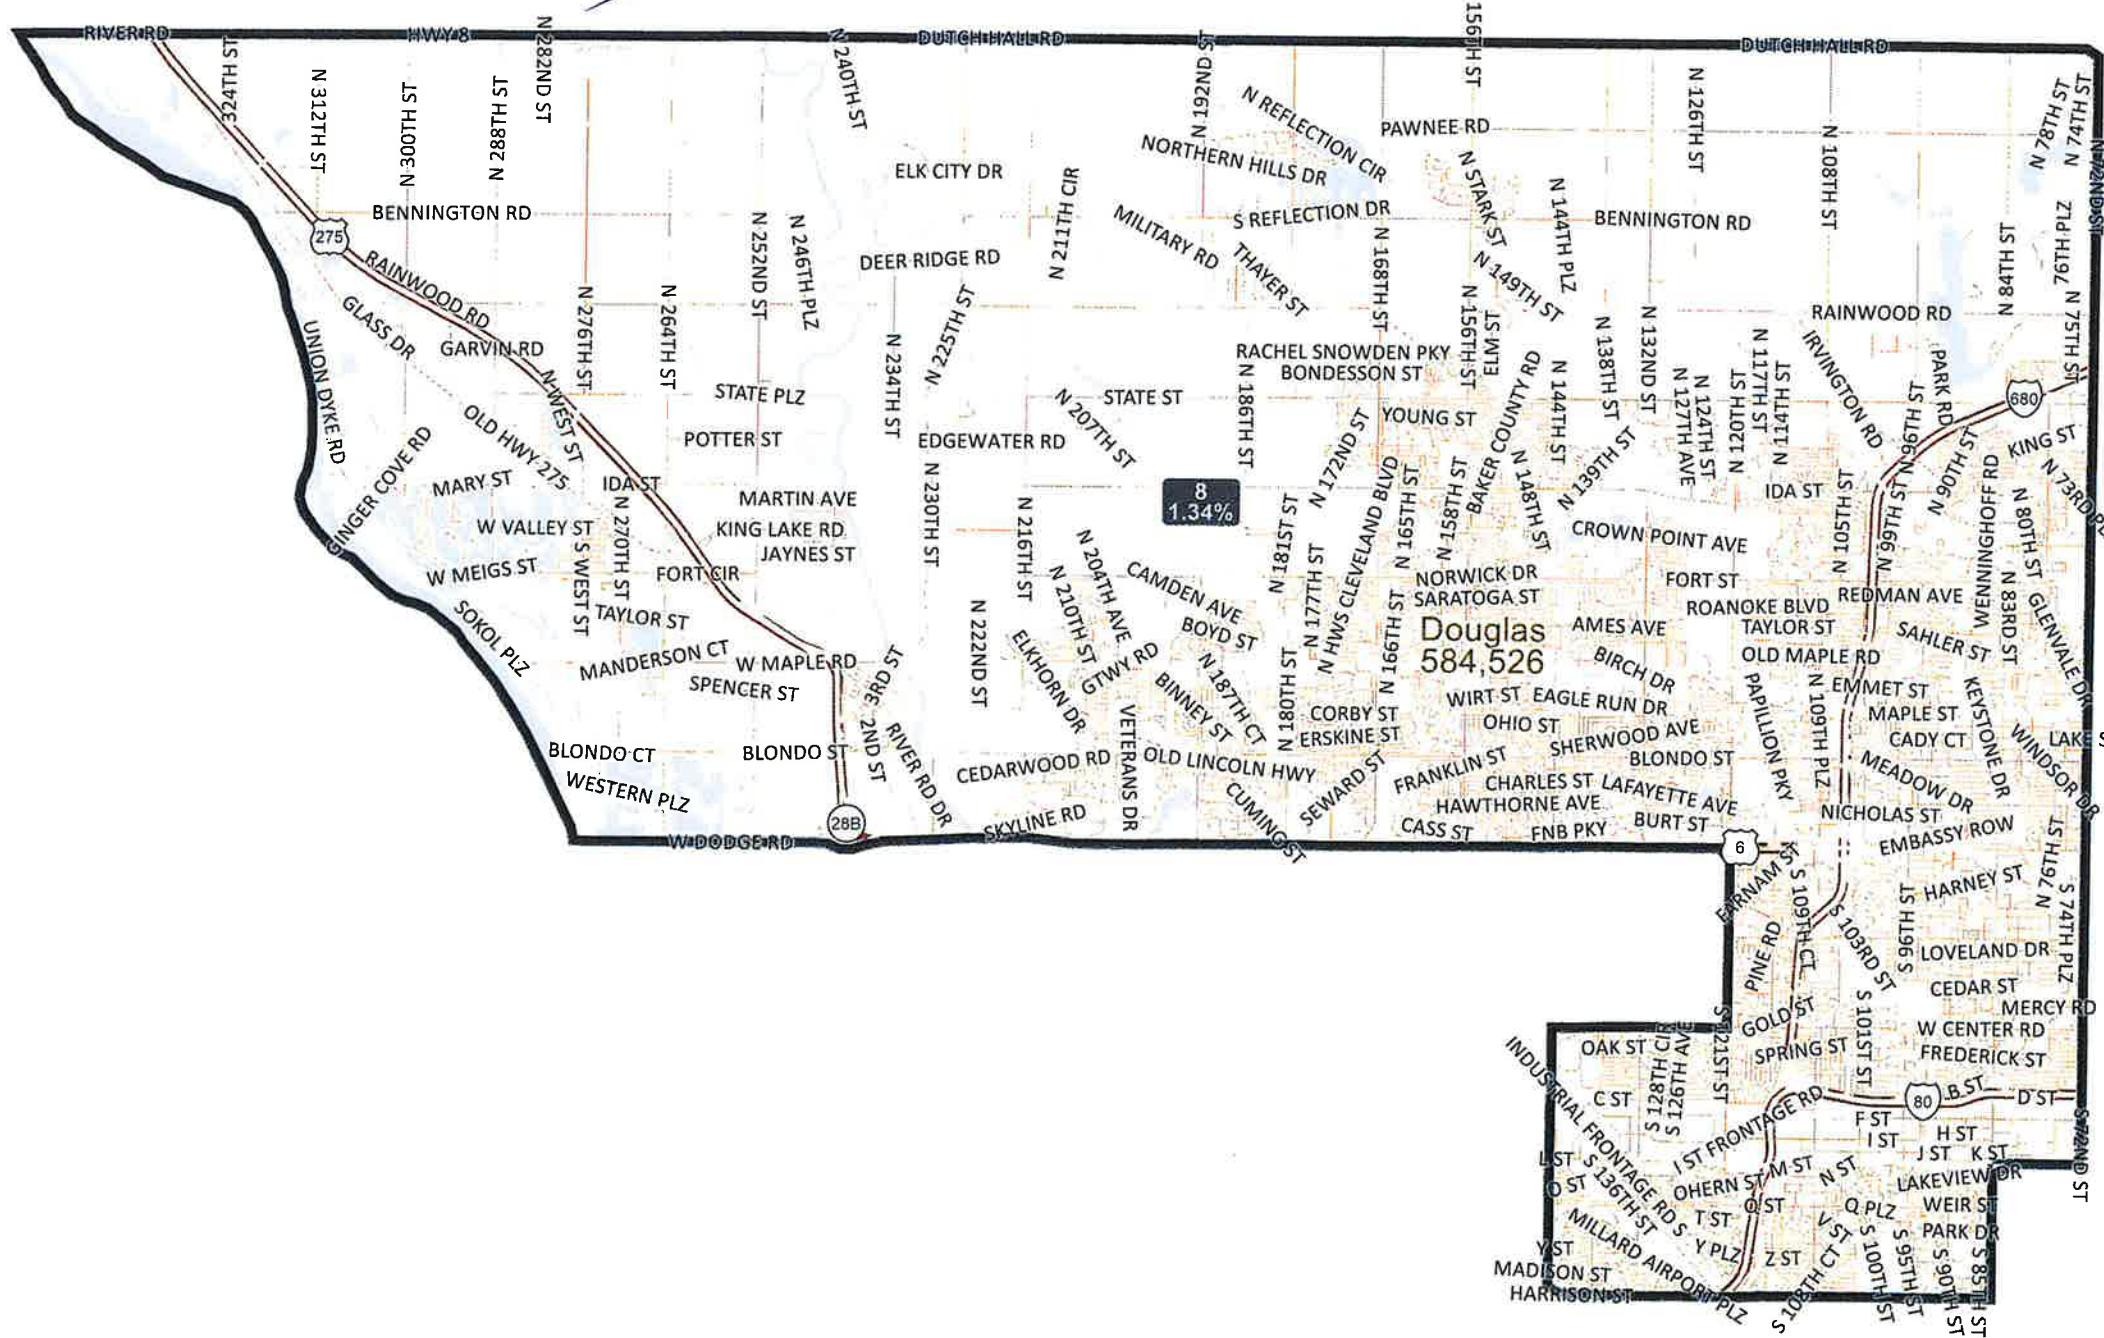 RIVER RD
HWY 8
DUTCH HALL RD
DUTCH HALL RD
324TH ST
N 312TH ST
N 300TH ST
N 288TH ST
N 282ND ST
N 240TH ST
N 192ND ST
156TH ST
N 126TH ST
N 108TH ST
N 78TH ST
N 74TH ST
N 72ND ST
N REFLECTION CIR
PAWNEE RD
NORTHERN HILLS DR
ELK CITY DR
N 211TH CIR
N STARK ST
N 144TH PLZ
BENNINGTON RD
S REFLECTION DR
BENNINGTON RD
MILITARY RD
275
N 252ND ST
N 246TH PLZ
DEER RIDGE RD
THAYER ST
N 168TH ST
N 149TH ST
N 84TH ST
76TH PLZ
RAINWOOD RD
RAINWOOD RD
GLASS DR
GARVIN RD
N 276TH ST
N 264TH ST
N 225TH ST
N 234TH ST
UNION DYKE RD
N WEST ST
RACHEL SNOWDEN PKY
BONDESSON ST
N 156TH ST
ELM ST
N 138TH ST
N 132ND ST
N 117TH ST
IRVINGTON RD
PARK RD
N 75TH ST
STATE PLZ
N 207TH ST
STATE ST
N 186TH ST
YOUNG ST
BAKER COUNTY RD
N 144TH ST
N 127TH AVE
N 124TH ST
N 120TH ST
N 114TH ST
N 96TH ST
680
OLD HWY 275
POTTER ST
EDGEWATER RD
N 172ND ST
N 139TH ST
KING ST
GINGER COVE RD
MARY ST
IDA ST
MARTIN AVE
N 230TH ST
8
1.34%
N HWS CLEVELAND BLVD
N 165TH ST
N 158TH ST
N 148TH ST
IDA ST
N 105TH ST
N 99TH ST
N 90TH ST
WENNINGHOFF RD
N 80TH ST
N 73RD PLZ
W VALLEY ST
N 270TH ST
KING LAKE RD
JAYNES ST
N 216TH ST
N 181ST ST
CROWN POINT AVE
W MEIGS ST
S WEST ST
FORT CIR
N 210TH ST
N 204TH AVE
CAMDEN AVE
N 177TH ST
NORWICK DR
FORT ST
SARATOGA ST
ROANOKE BLVD
REDMAN AVE
N 83RD ST
GLENVALE DR
SOKOL PLZ
TAYLOR ST
N 222ND ST
BOYD ST
N 166TH ST
Douglas
584,526
AMES AVE
TAYLOR ST
SAHLER ST
MANDERSON CT
W MAPLE RD
3RD ST
ELKHORN DR
GTWY RD
N 187TH CT
N 180TH ST
BIRCH DR
OLD MAPLE RD
SPENCER ST
BINNEY ST
CORBY ST
ERSKINE ST
WIRT ST
EAGLE RUN DR
OHIO ST
PAPILLION PKY
N 109TH PLZ
EMMET ST
MAPLE ST
KEYSTONE DR
CADY CT
WINDSOR DR
LAKE S
BLONDO CT
BLONDO ST
2ND ST
RIVER RD DR
CEDARWOOD RD
VETERANS DR
OLD LINCOLN HWY
SEWARD ST
FRANKLIN ST
SHERWOOD AVE
BLONDO ST
MEADOW DR
WESTERN PLZ
CHARLES ST
LAFAYETTE AVE
HAWTHORNE AVE
CUMING ST
SKYLINE RD
CASS ST
FNB PKY
BURT ST
NICHOLAS ST
EMBASSY ROW
28B
W DODGE RD
6
FARNAM ST
S 109TH CT
HARNEY ST
N 76TH ST
S 74TH PLZ
PINE RD
S 103RD ST
S 96TH ST
LOVELAND DR
CEDAR ST
MERCY RD
GOLD ST
S 101ST ST
W CENTER RD
OAK ST
S 128TH CIR
S 126TH AVE
S 121ST ST
SPRING ST
FREDERICK ST
INDUSTRIAL FRONTAGE RD S
C ST
I ST FRONTAGE RD
80
B ST
D ST
F ST
I ST
H ST
J ST
K ST
S 72ND ST
L ST
O ST
S 136TH ST
OHERN ST
M ST
N ST
LAKEVIEW DR
Q ST
Q PLZ
WEIR ST
T ST
V ST
PARK DR
MILLARD AIRPORT PLZ
Y ST
Y PLZ
Z ST
MADISON ST
HARRISON ST
S 108TH CT
S 100TH ST
S 95TH ST
S 90TH ST
S 85TH ST